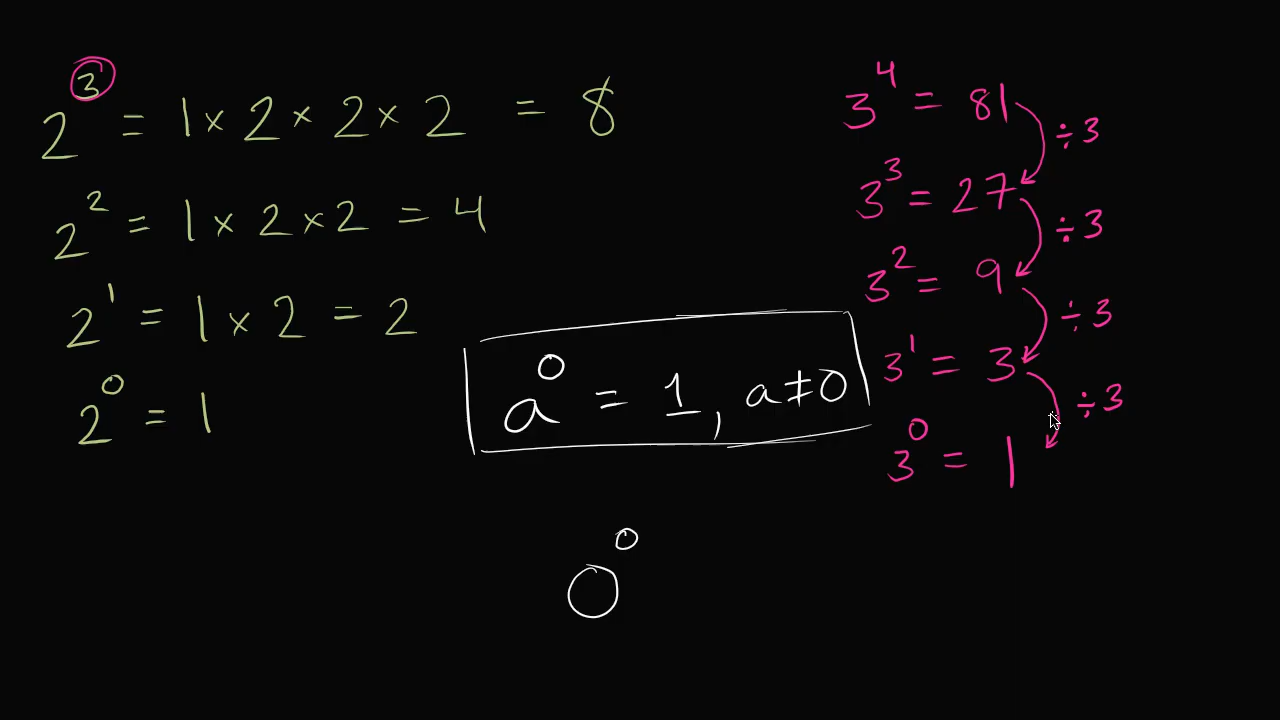 2³ = 1 × 2 × 2 × 2 = 8
2² = 1 × 2 × 2 = 4
2¹ = 1 × 2 = 2
2⁰ = 1
a⁰ = 1, a ≠ 0
0⁰
3⁴ = 81
÷3
3³ = 27
÷3
3² = 9
÷3
3¹ = 3
÷3
3⁰ = 1